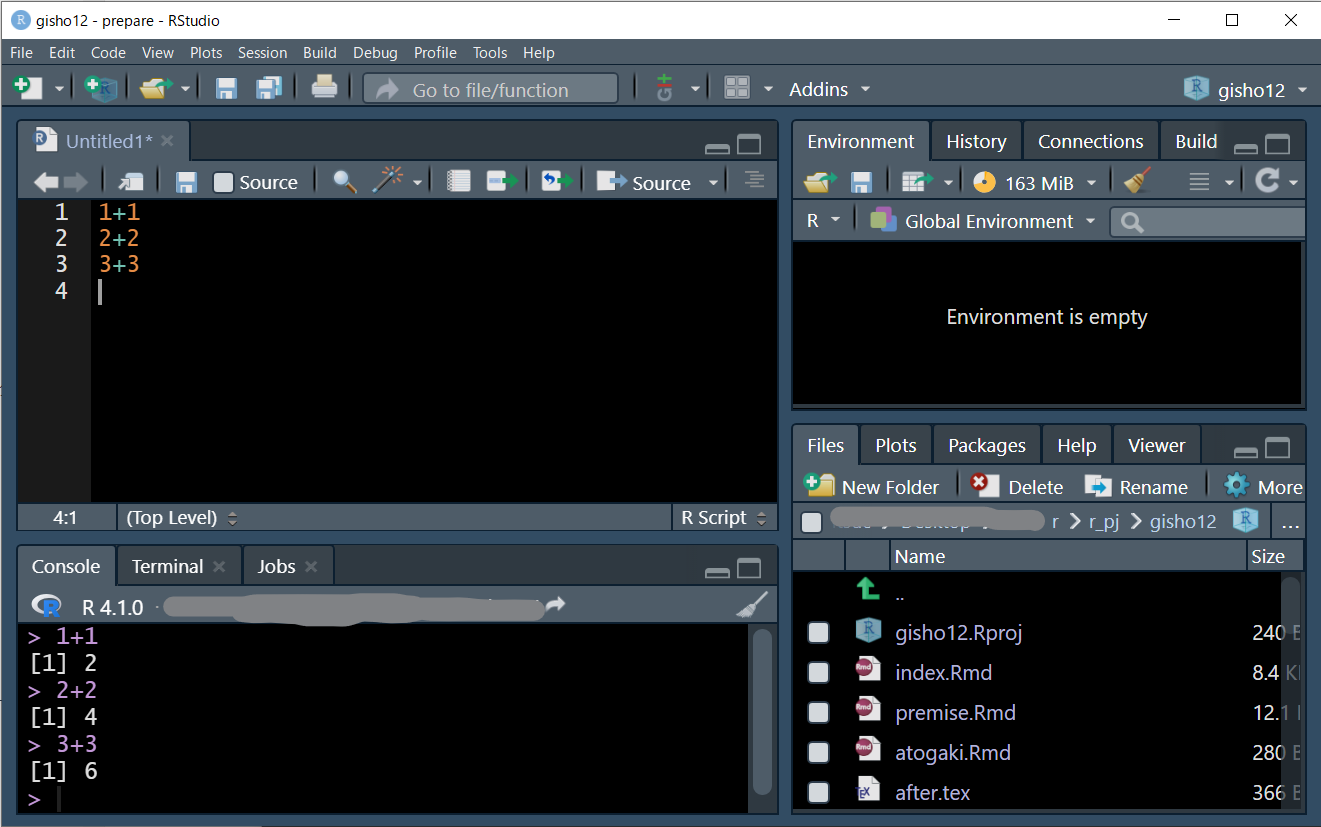 gisho12 - prepare - RStudio
File Edit Code View Plots Session Build Debug Profile Tools Help
Go to file/function Addins gisho12
Untitled1*
Source Source
1 1+1
2 2+2
3 3+3
4
4:1 (Top Level) R Script
Console Terminal Jobs
R 4.1.0 ·
> 1+1
[1] 2
> 2+2
[1] 4
> 3+3
[1] 6
>
Environment History Connections Build
163 MiB
R Global Environment
Environment is empty
Files Plots Packages Help Viewer
New Folder Delete Rename More
r r_pj gisho12 ...
Name Size
..
gisho12.Rproj 240 B
index.Rmd 8.4 K
premise.Rmd 12.1
atogaki.Rmd 280 B
after.tex 366 B